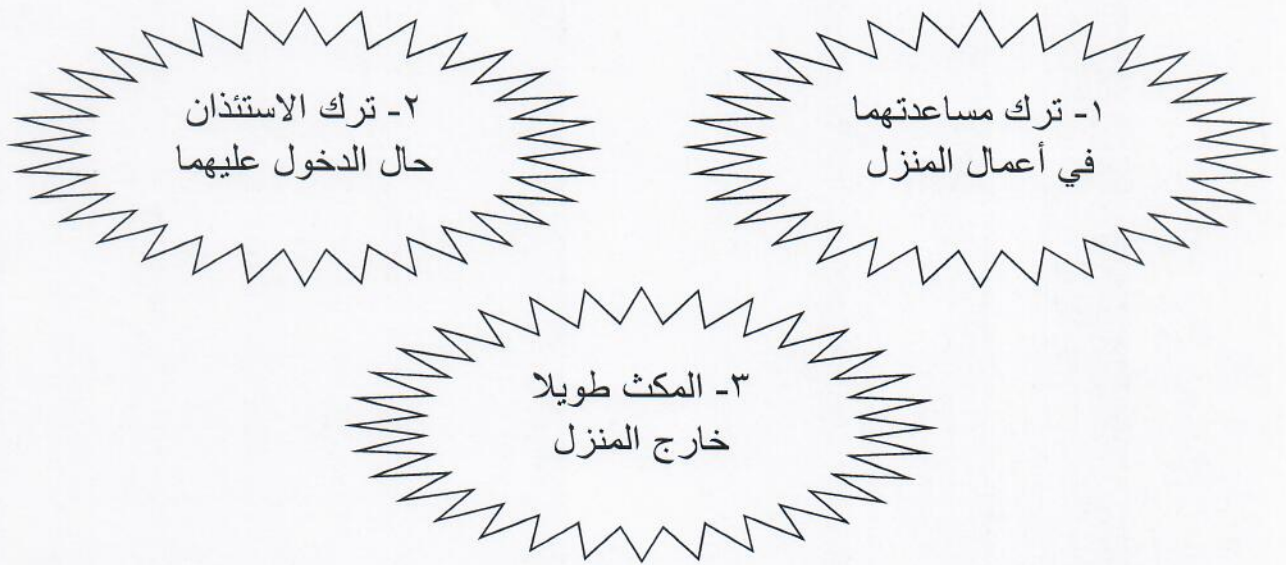 ١- ترك مساعدتهما
في أعمال المنزل
٢- ترك الاستئذان
حال الدخول عليهما
٣- المكث طويلا
خارج المنزل